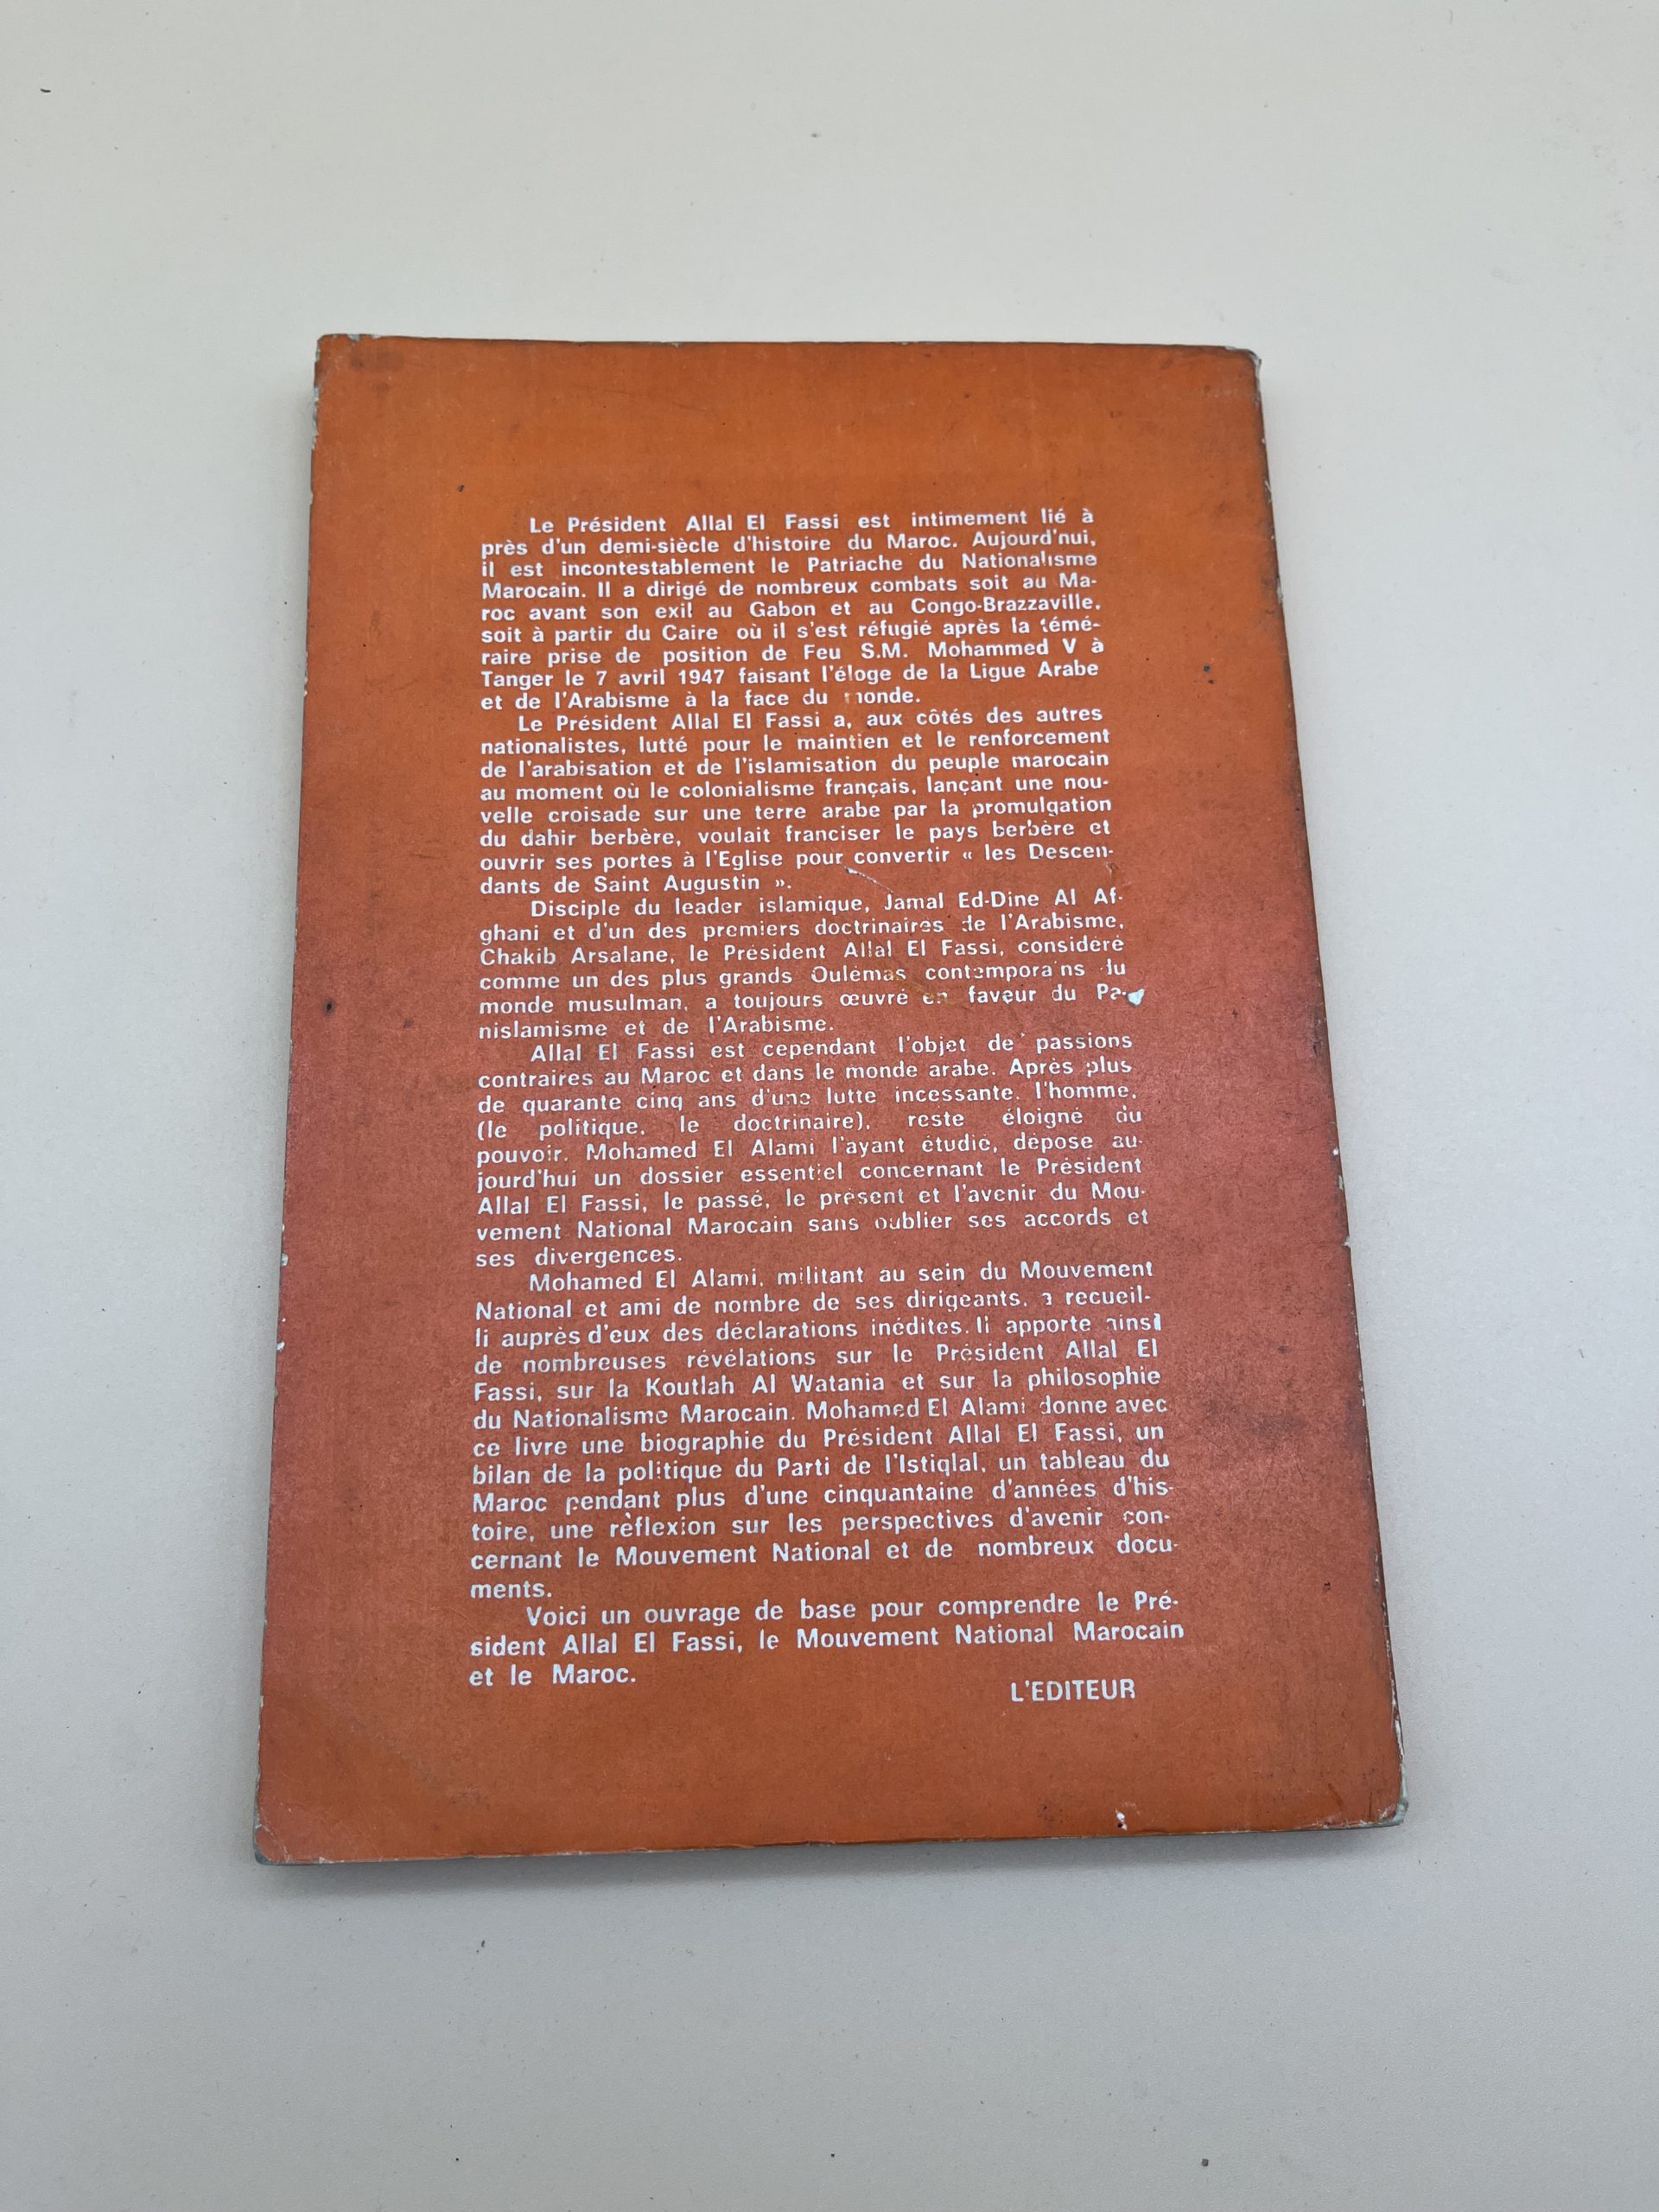 Le Président Allal El Fassi est intimement lié à
près d'un demi-siècle d'histoire du Maroc. Aujourd'nui,
il est incontestablement le Patriache du Nationalisme
Marocain. Il a dirigé de nombreux combats soit au Ma-
roc avant son exil au Gabon et au Congo-Brazzaville,
soit à partir du Caire où il s'est réfugié après la témé-
raire prise de position de Feu S.M. Mohammed V à
Tanger le 7 avril 1947 faisant l'éloge de la Ligue Arabe
et de l'Arabisme à la face du monde.
Le Président Allal El Fassi a, aux côtés des autres
nationalistes, lutté pour le maintien et le renforcement
de l'arabisation et de l'islamisation du peuple marocain
au moment où le colonialisme français, lançant une nou-
velle croisade sur une terre arabe par la promulgation
du dahir berbère, voulait franciser le pays berbère et
ouvrir ses portes à l'Eglise pour convertir « les Descen-
dants de Saint Augustin ».
Disciple du leader islamique, Jamal Ed-Dine Al Af-
ghani et d'un des premiers doctrinaires de l'Arabisme,
Chakib Arsalane, le Président Allal El Fassi, considéré
comme un des plus grands Oulémas contemporains du
monde musulman, a toujours œuvré en faveur du Pa-
nislamisme et de l'Arabisme.
Allal El Fassi est cependant l'objet de passions
contraires au Maroc et dans le monde arabe. Après plus
de quarante cinq ans d'une lutte incessante, l'homme,
(le politique, le doctrinaire), reste éloigné du
pouvoir. Mohamed El Alami l'ayant étudié, dépose au-
jourd'hui un dossier essentiel concernant le Président
Allal El Fassi, le passé, le présent et l'avenir du Mou-
vement National Marocain sans oublier ses accords et
ses divergences.
Mohamed El Alami, militant au sein du Mouvement
National et ami de nombre de ses dirigeants, a recueil-
li auprès d'eux des déclarations inédites. Il apporte ainsi
de nombreuses révélations sur le Président Allal El
Fassi, sur la Koutlah Al Watania et sur la philosophie
du Nationalisme Marocain. Mohamed El Alami donne avec
ce livre une biographie du Président Allal El Fassi, un
bilan de la politique du Parti de l'Istiqlal, un tableau du
Maroc pendant plus d'une cinquantaine d'années d'his-
toire, une rèflexion sur les perspectives d'avenir con-
cernant le Mouvement National et de nombreux docu-
ments.
Voici un ouvrage de base pour comprendre le Pré-
sident Allal El Fassi, le Mouvement National Marocain
et le Maroc.
L'EDITEUR